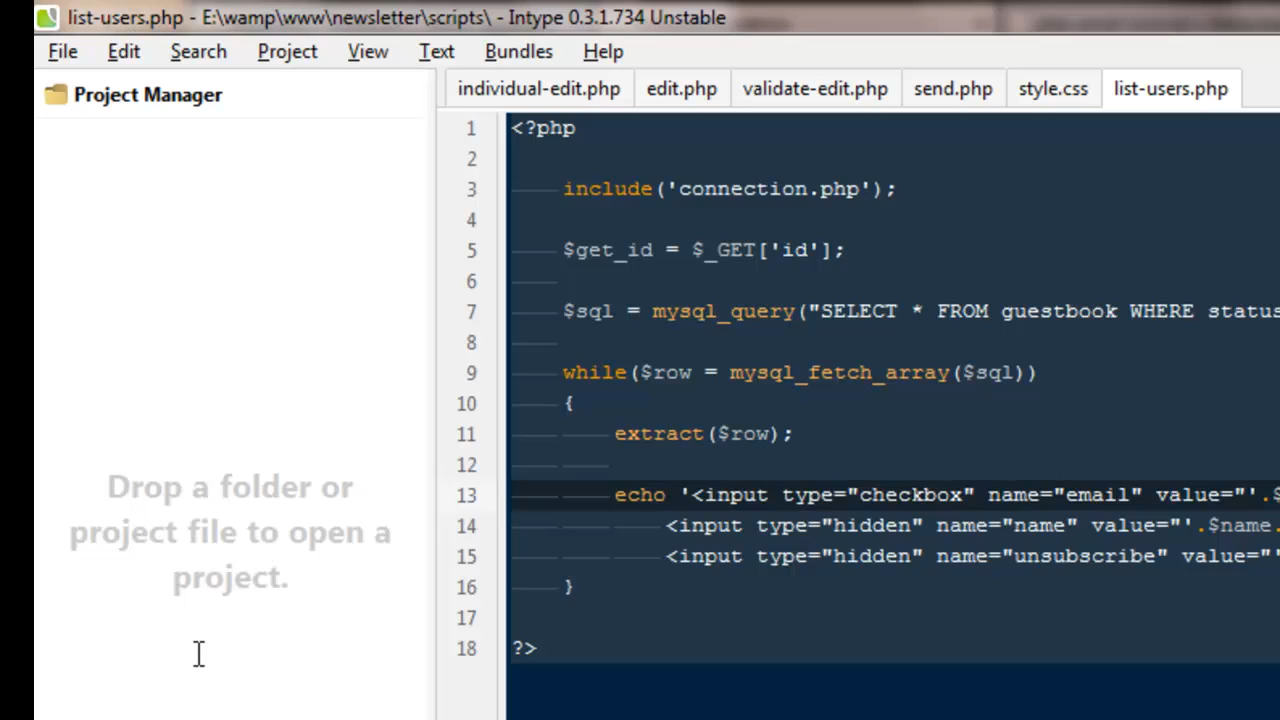 list-users.php - E:\wamp\www\newsletter\scripts\ - Intype 0.3.1.734 Unstable
File Edit Search Project View Text Bundles Help
Project Manager
individual-edit.php edit.php validate-edit.php send.php style.css list-users.php
1 <?php
2
3 include('connection.php');
4
5 $get_id = $_GET['id'];
6
7 $sql = mysql_query("SELECT * FROM guestbook WHERE status
8
9 while($row = mysql_fetch_array($sql))
10 {
11 extract($row);
12
13 echo '<input type="checkbox" name="email" value="'.$
14 <input type="hidden" name="name" value="'.$name.
15 <input type="hidden" name="unsubscribe" value="'
16 }
17
18 ?>
Drop a folder or
project file to open a
project.